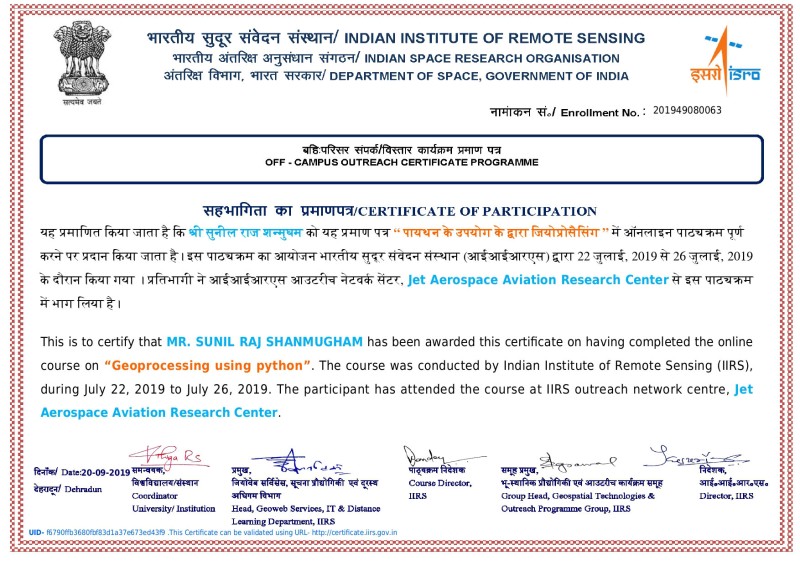 भारतीय सुदूर संवेदन संस्थान/ INDIAN INSTITUTE OF REMOTE SENSING
भारतीय अंतरिक्ष अनुसंधान संगठन/ INDIAN SPACE RESEARCH ORGANISATION
अंतरिक्ष विभाग, भारत सरकार/ DEPARTMENT OF SPACE, GOVERNMENT OF INDIA
सत्यमेव जयते
इसरो isro
नामांकन सं॰/ Enrollment No. : 201949080063
बहिःपरिसर संपर्क/विस्तार कार्यक्रम प्रमाण पत्र
OFF - CAMPUS OUTREACH CERTIFICATE PROGRAMME
सहभागिता का प्रमाणपत्र/CERTIFICATE OF PARTICIPATION
यह प्रमाणित किया जाता है कि श्री सुनील राज शन्मुघम को यह प्रमाण पत्र “ पायथन के उपयोग के द्वारा जियोप्रोसैसिंग ” में ऑनलाइन पाठ्यक्रम पूर्ण
करने पर प्रदान किया जाता है। इस पाठ्यक्रम का आयोजन भारतीय सुदूर संवेदन संस्थान (आईआईआरएस) द्वारा 22 जुलाई, 2019 से 26 जुलाई, 2019
के दौरान किया गया । प्रतिभागी ने आईआईआरएस आउटरीच नेटवर्क सेंटर, Jet Aerospace Aviation Research Center से इस पाठ्यक्रम
में भाग लिया है।
This is to certify that MR. SUNIL RAJ SHANMUGHAM has been awarded this certificate on having completed the online
course on “Geoprocessing using python”. The course was conducted by Indian Institute of Remote Sensing (IIRS),
during July 22, 2019 to July 26, 2019. The participant has attended the course at IIRS outreach network centre, Jet
Aerospace Aviation Research Center.
दिनाँक/ Date:20-09-2019
देहरादून/ Dehradun
समन्वयक,
विश्वविद्यालय/संस्थान
Coordinator
University/ Institution
प्रमुख,
जियोवेब सर्विसेस, सूचना प्रौद्योगिकी एवं दूरस्थ
अधिगम विभाग
Head, Geoweb Services, IT & Distance
Learning Department, IIRS
पाठ्यक्रम निदेशक
Course Director,
IIRS
समूह प्रमुख,
भू-स्थानिक प्रौद्योगिकी एवं आउटरीच कार्यक्रम समूह
Group Head, Geospatial Technologies &
Outreach Programme Group, IIRS
निदेशक,
आई॰आई॰आर॰एस॰
Director, IIRS
UID- f6790ffb3680fbf83d1a37e673ed43f9 .This Certificate can be validated using URL- http://certificate.iirs.gov.in